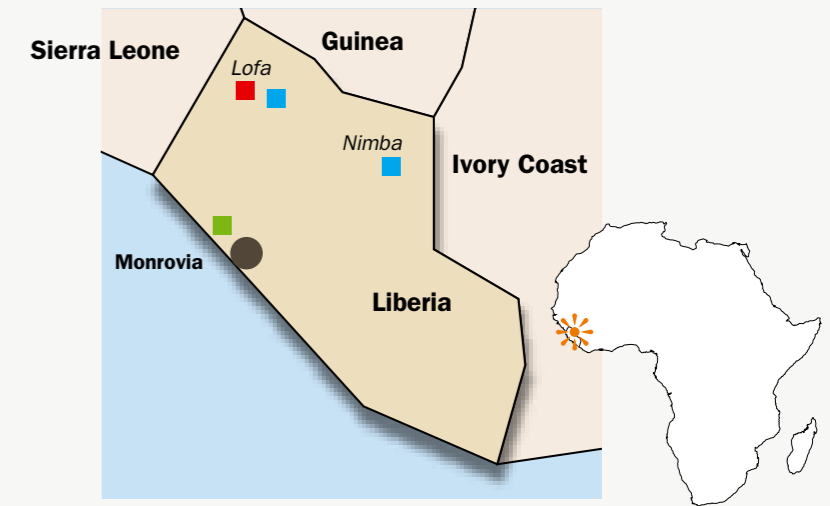 Guinea
Sierra Leone
Lofa
Nimba
Ivory Coast
Monrovia
Liberia